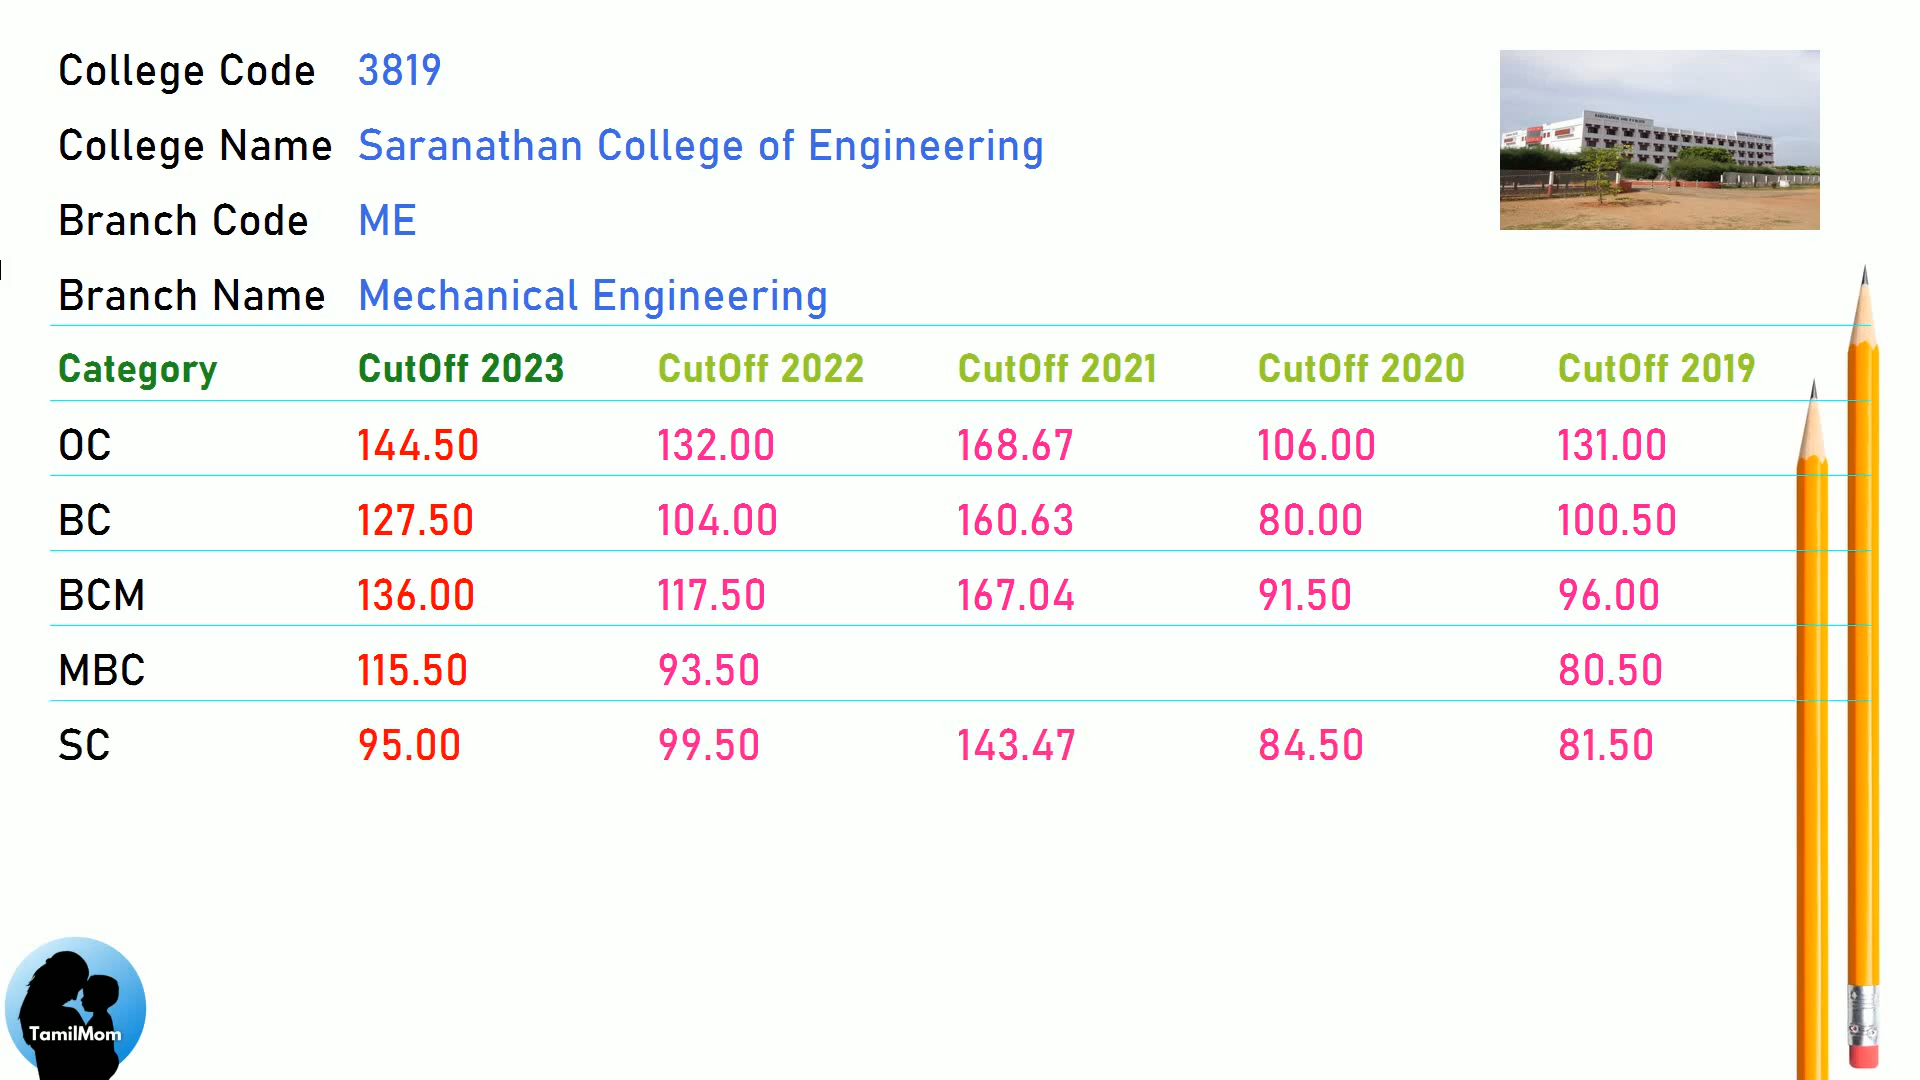 College Code 3819
College Name Saranathan College of Engineering
Branch Code ME
Branch Name Mechanical Engineering
Category CutOff 2023 CutOff 2022 CutOff 2021 CutOff 2020 CutOff 2019
OC 144.50 132.00 168.67 106.00 131.00
BC 127.50 104.00 160.63 80.00 100.50
BCM 136.00 117.50 167.04 91.50 96.00
MBC 115.50 93.50 80.50
SC 95.00 99.50 143.47 84.50 81.50
TamilMom